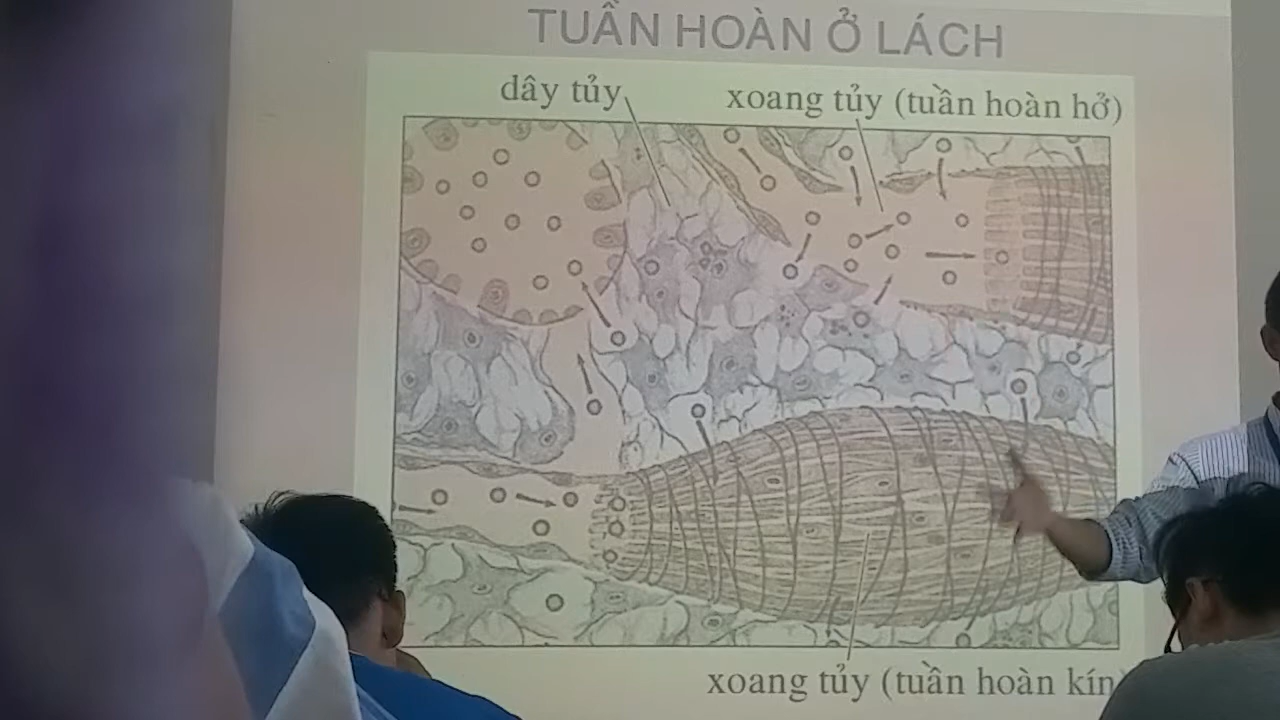 TUẦN HOÀN Ở LÁCH
dây tủy
xoang tủy (tuần hoàn hở)
xoang tủy (tuần hoàn kín